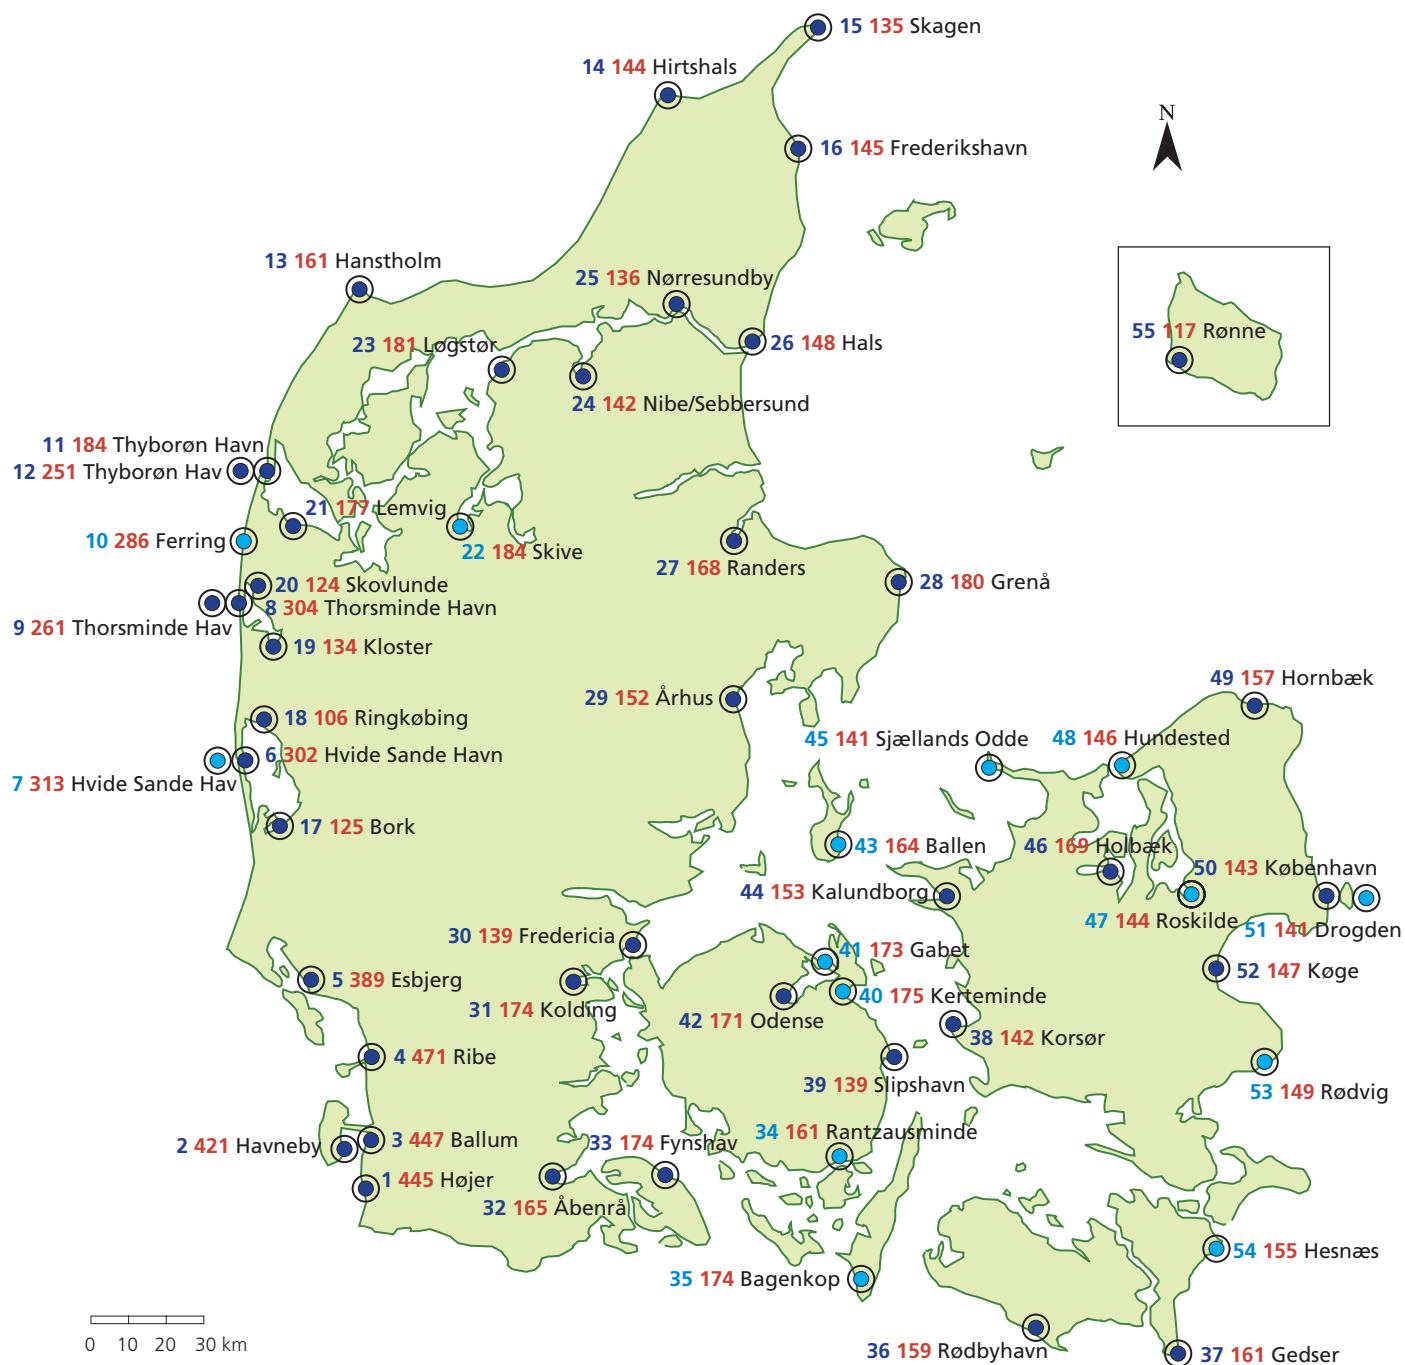 15 135 Skagen
14 144 Hirtshals
N
16 145 Frederikshavn
13 161 Hanstholm
25 136 Nørresundby
55 117 Rønne
23 181 Løgstør
26 148 Hals
24 142 Nibe/Sebbersund
11 184 Thyborøn Havn
12 251 Thyborøn Hav
21 177 Lemvig
10 286 Ferring
22 184 Skive
27 168 Randers
28 180 Grenå
20 124 Skovlunde
8 304 Thorsminde Havn
9 261 Thorsminde Hav
19 134 Kloster
49 157 Hornbæk
29 152 Århus
18 106 Ringkøbing
45 141 Sjællands Odde
48 146 Hundested
6 302 Hvide Sande Havn
7 313 Hvide Sande Hav
17 125 Bork
43 164 Ballen
46 169 Holbæk
50 143 København
44 153 Kalundborg
47 144 Roskilde
51 141 Drogden
30 139 Fredericia
41 173 Gabet
52 147 Køge
5 389 Esbjerg
40 175 Kerteminde
31 174 Kolding
42 171 Odense
38 142 Korsør
4 471 Ribe
39 139 Slipshavn
53 149 Rødvig
34 161 Rantzausminde
3 447 Ballum
33 174 Fynshav
2 421 Havneby
1 445 Højer
32 165 Åbenrå
54 155 Hesnæs
35 174 Bagenkop
0 10 20 30 km
36 159 Rødbyhavn
37 161 Gedser